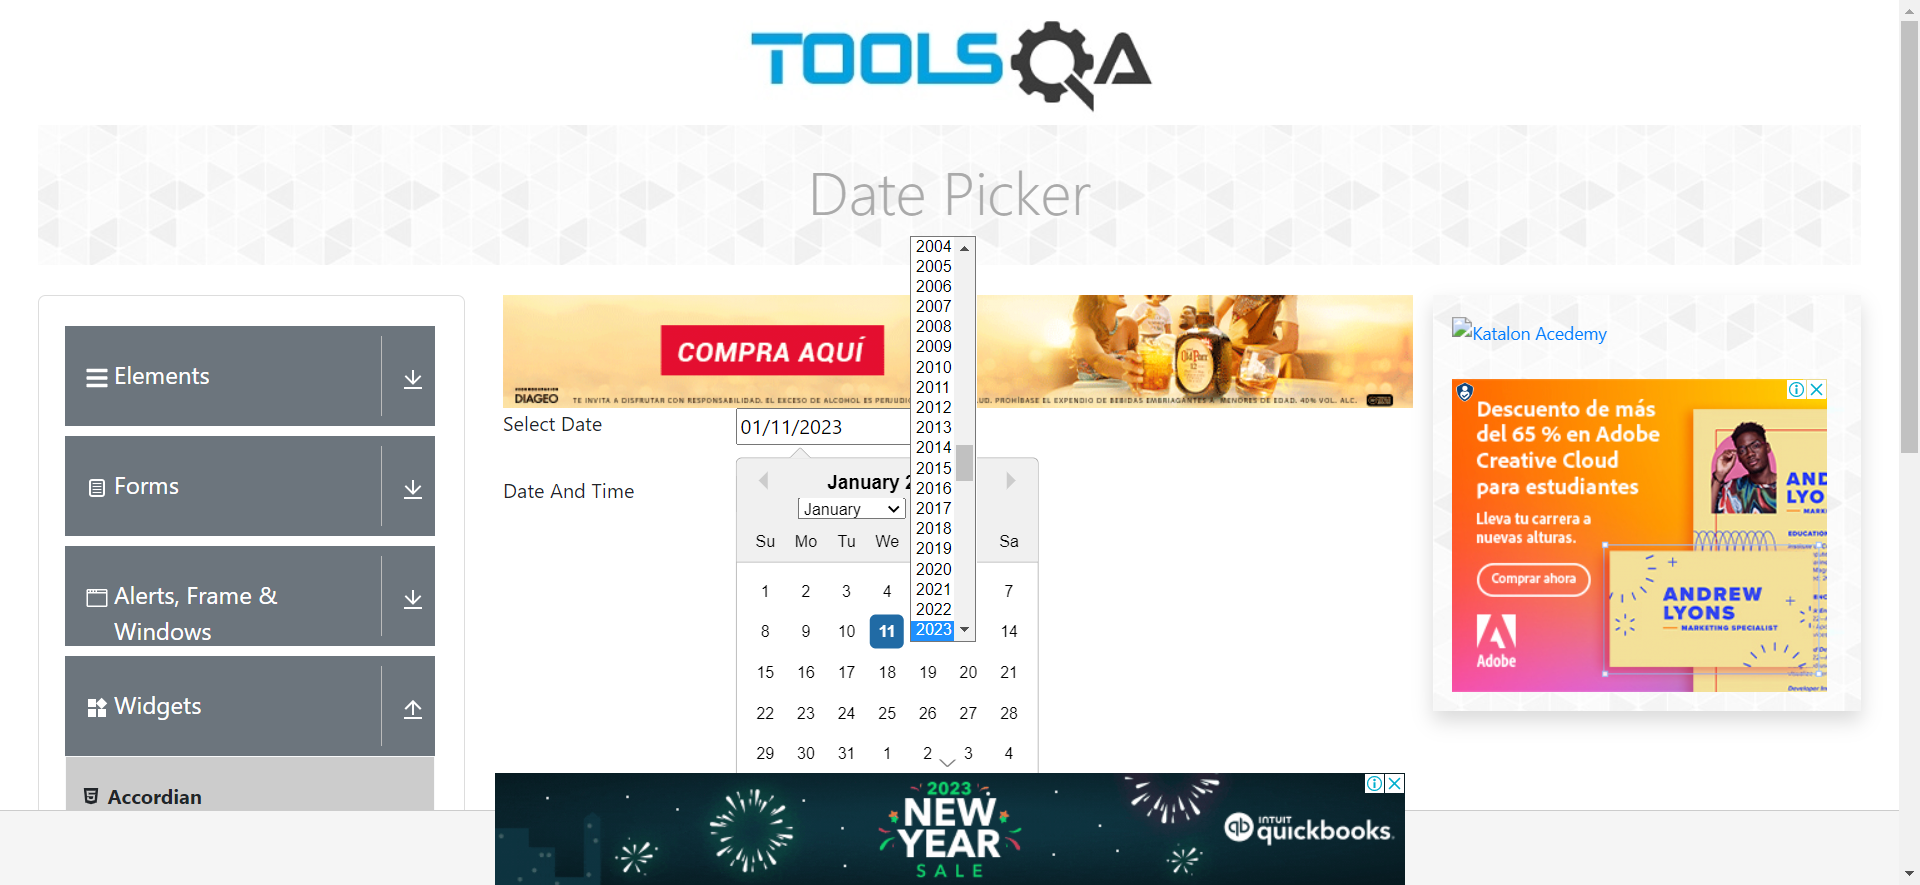 TOOLSQA
Date Picker
Elements
Forms
Alerts, Frame &
Windows
Widgets
Accordian
COMPRA AQUÍ
Old Parr
DIAGEO
TE INVITA A DISFRUTAR CON RESPONSABILIDAD. EL EXCESO DE ALCOHOL ES PERJUDI
UD. PROHÍBASE EL EXPENDIO DE BEBIDAS EMBRIAGANTES A MENORES DE EDAD. 40% VOL. ALC.
Select Date
01/11/2023
Date And Time
January 2
January
Su Mo Tu We Sa
1 2 3 4 7
8 9 10 11 14
15 16 17 18 19 20 21
22 23 24 25 26 27 28
29 30 31 1 2 3 4
2004
2005
2006
2007
2008
2009
2010
2011
2012
2013
2014
2015
2016
2017
2018
2019
2020
2021
2022
2023
Katalon Acedemy
Descuento de más
del 65 % en Adobe
Creative Cloud
para estudiantes
Lleva tu carrera a
nuevas alturas.
Comprar ahora
Adobe
AND
LYO
MARK
EDUCATION
ANDREW
LYONS
MARKETING SPECIALIST
2023
NEW
YEAR
SALE
INTUIT
quickbooks.